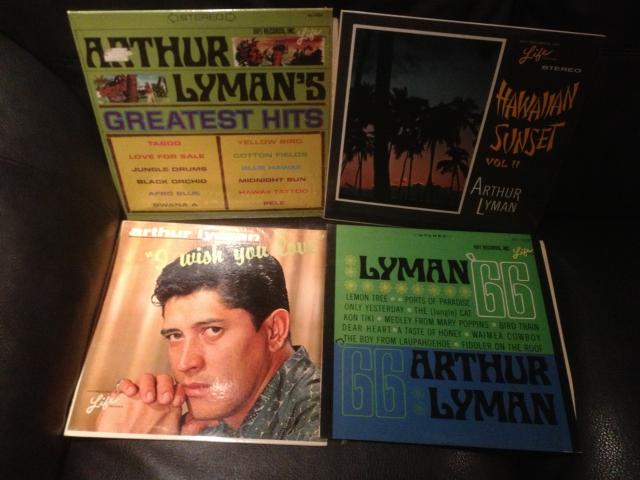 STEREO
HIFI RECORDS, INC.
Life
ARTHUR
LYMAN'S
GREATEST HITS
TABOO
LOVE FOR SALE
JUNGLE DRUMS
BLACK ORCHID
AFRO BLUE
BWANA A
YELLOW BIRD
COTTON FIELDS
BLUE HAWAII
MIDNIGHT SUN
HAWAII TATTOO
PELE
Life
STEREO
HAWAIIAN
SUNSET
VOL II
ARTHUR
LYMAN
arthur lyman
"I wish you love
Life
STEREO
HIFI RECORDS, INC.
Life
LYMAN '66
LEMON TREE • PORTS OF PARADISE
ONLY YESTERDAY • THE (Jungle) CAT
KON TIKI • MEDLEY FROM MARY POPPINS • BIRD TRAIN
DEAR HEART • A TASTE OF HONEY • WAIMEA COWBOY
THE BOY FROM LAUPAHOEHOE • FIDDLER ON THE ROOF
'66 ARTHUR
LYMAN